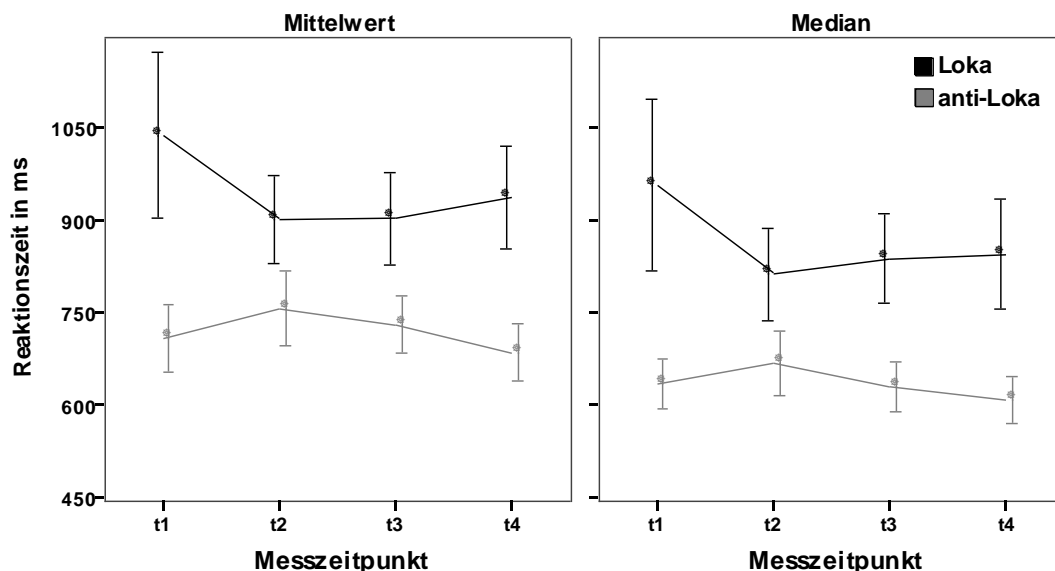 Mittelwert
Median
Loka
anti-Loka
Reaktionszeit in ms
1050
900
750
600
450
t1 t2 t3 t4
t1 t2 t3 t4
Messzeitpunkt
Messzeitpunkt